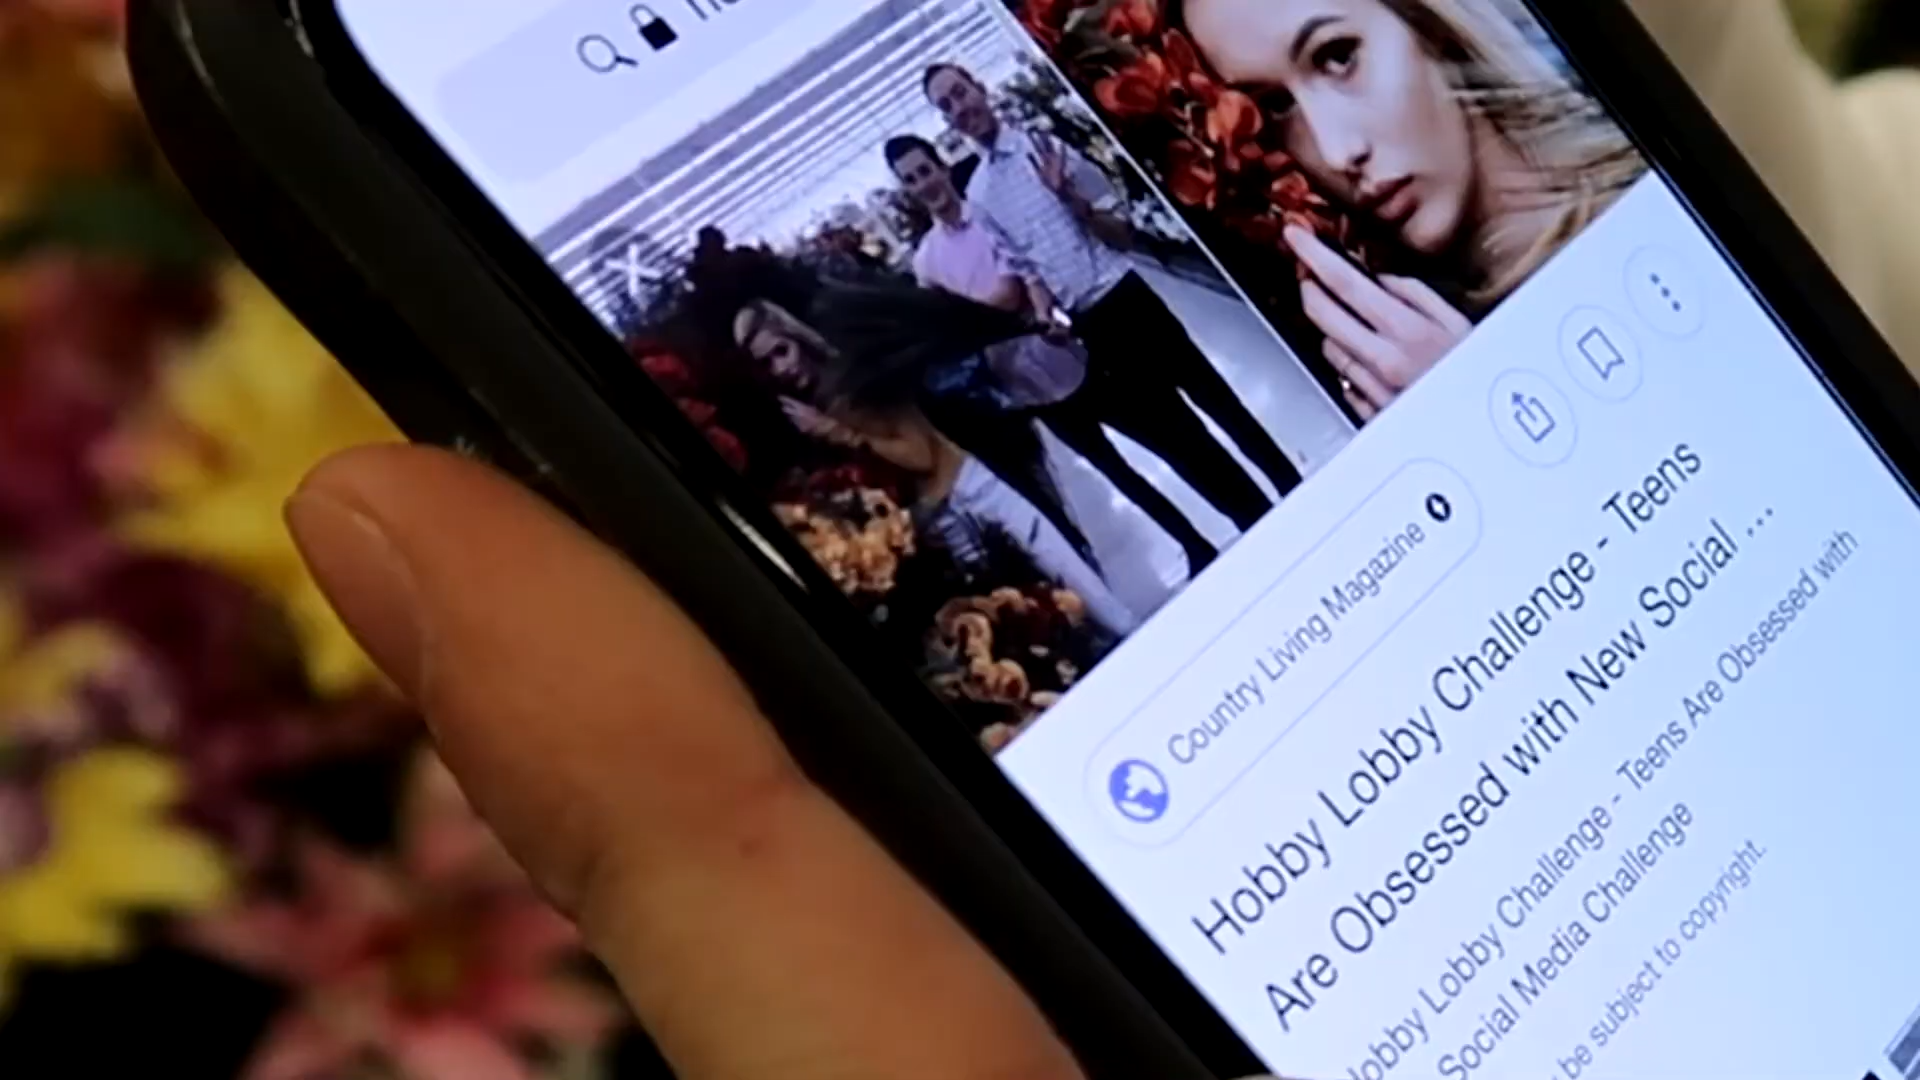 Country Living Magazine
Hobby Lobby Challenge - Teens
Are Obsessed with New Social ...
Hobby Lobby Challenge - Teens Are Obsessed with
Social Media Challenge
be subject to copyright.